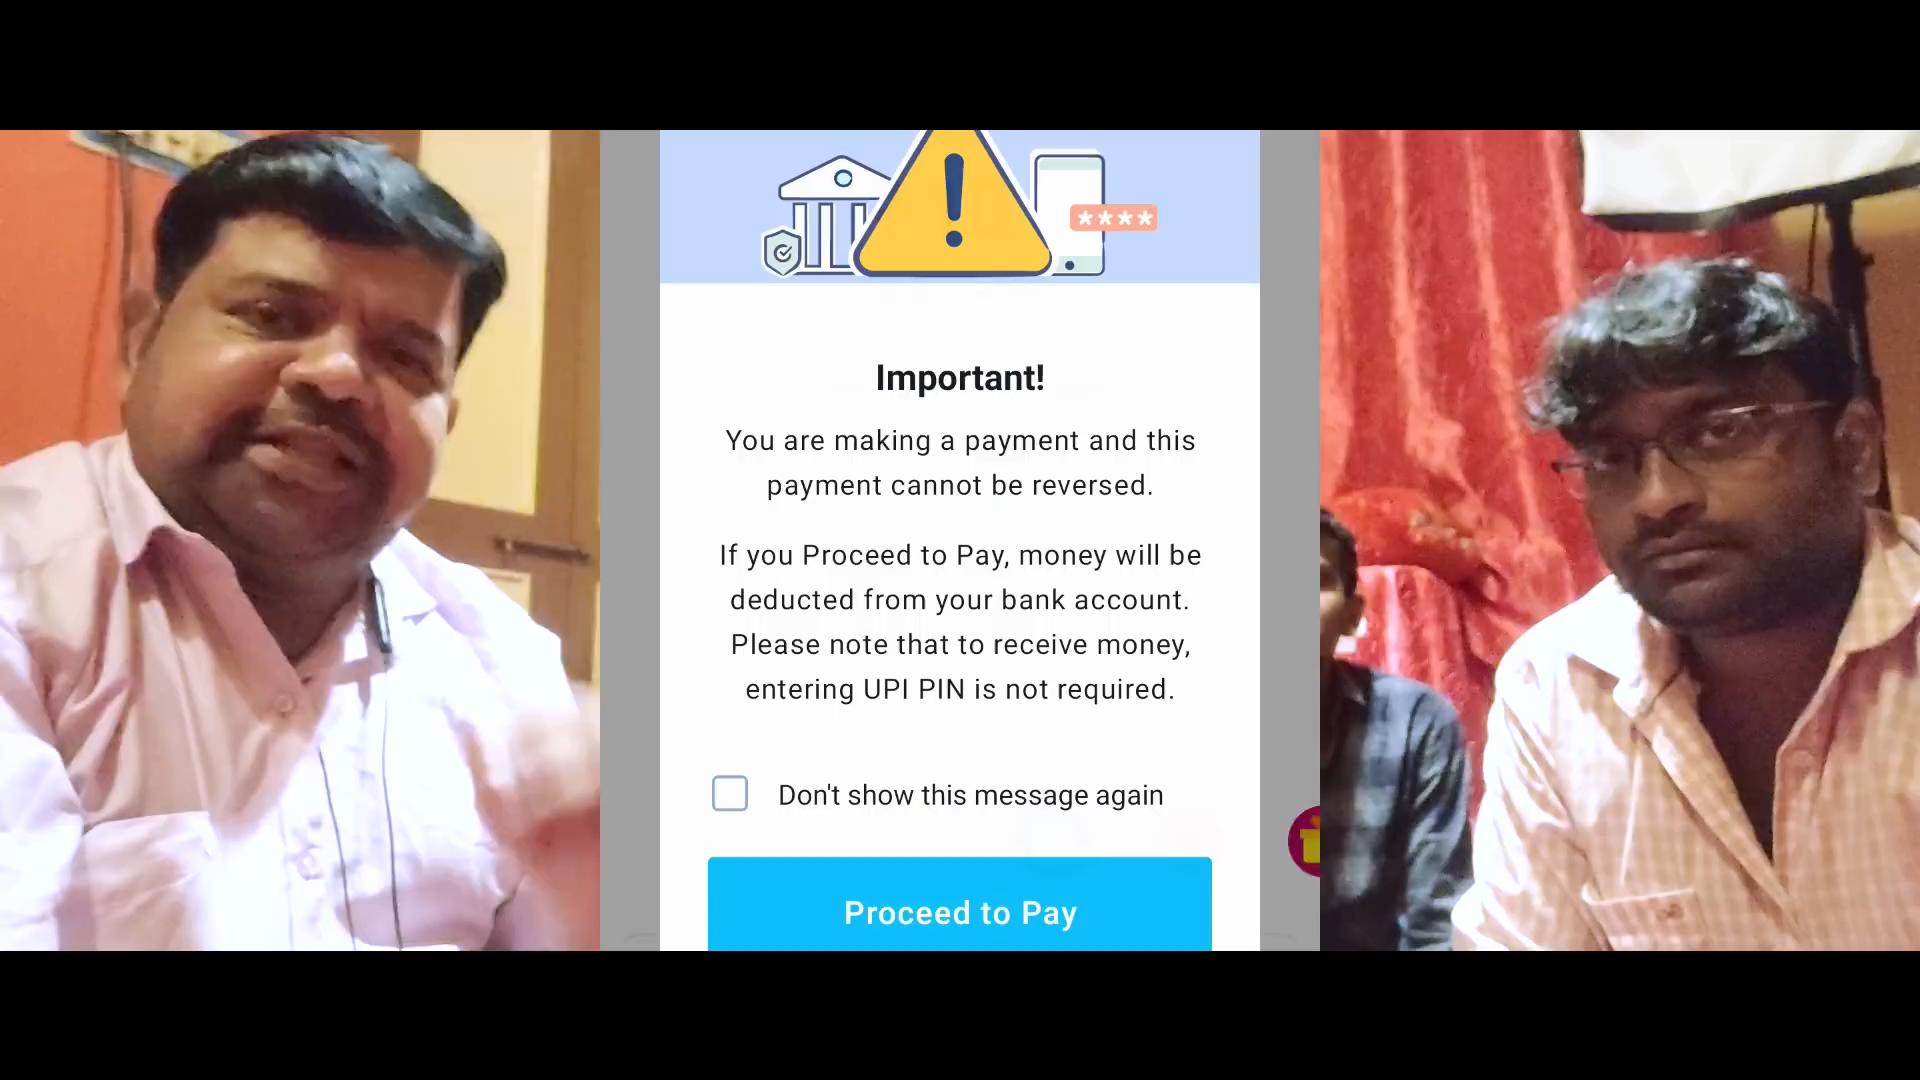 ****
Important!
You are making a payment and this
payment cannot be reversed.
If you Proceed to Pay, money will be
deducted from your bank account.
Please note that to receive money,
entering UPI PIN is not required.
Don't show this message again
Proceed to Pay